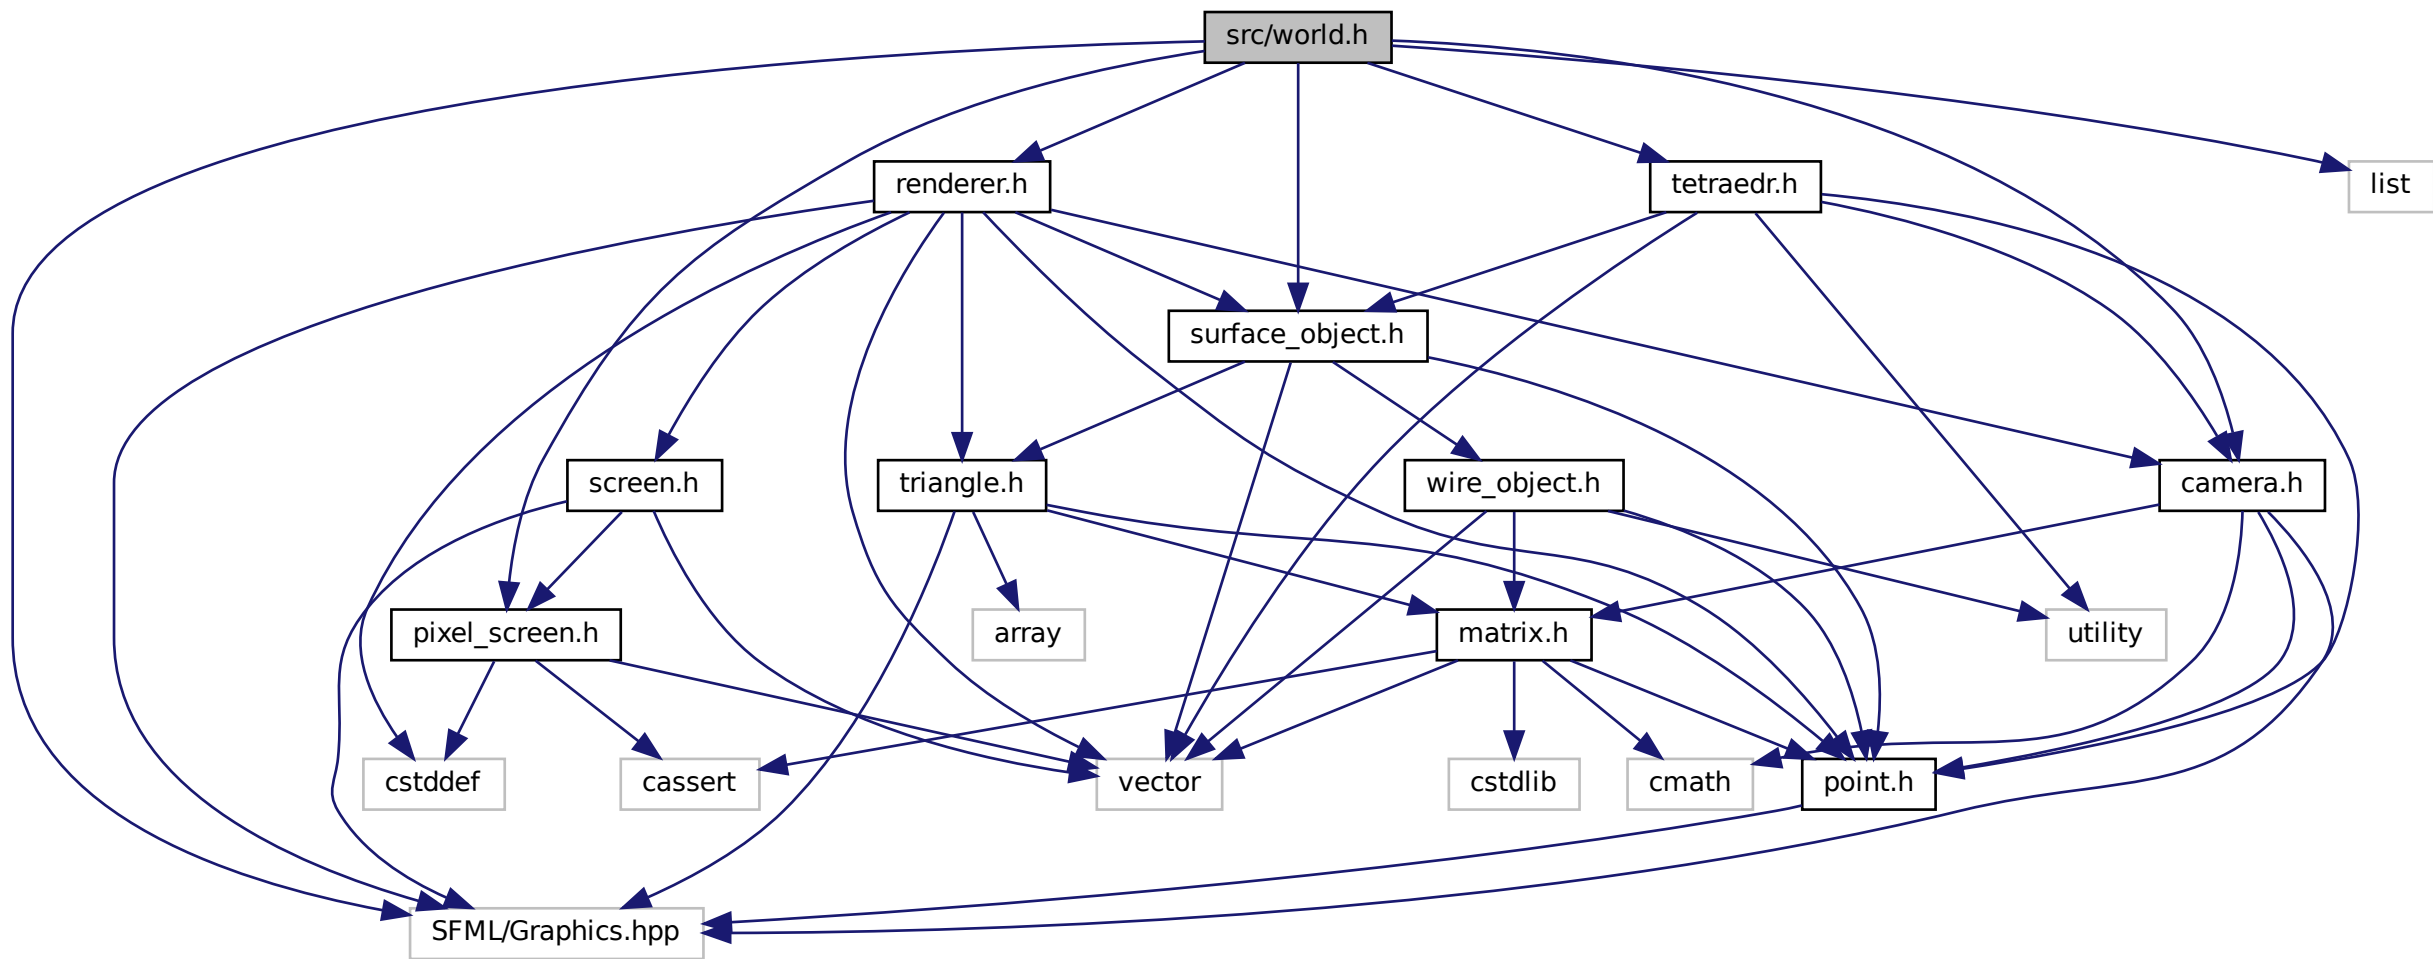 src/world.h
renderer.h
tetraedr.h
list
surface_object.h
screen.h
triangle.h
wire_object.h
camera.h
pixel_screen.h
array
matrix.h
utility
cstddef
cassert
vector
cstdlib
cmath
point.h
SFML/Graphics.hpp